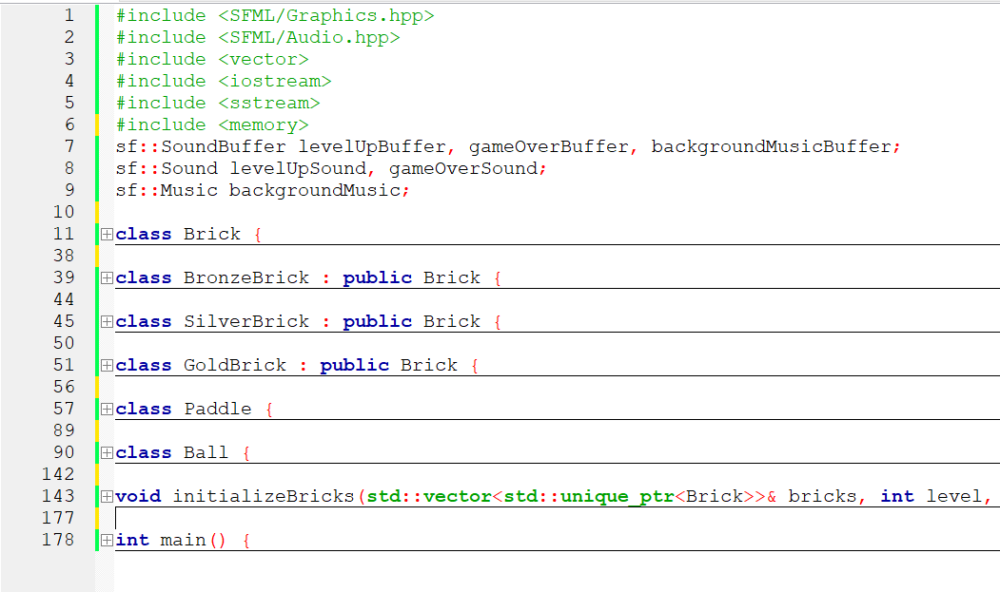 1 #include <SFML/Graphics.hpp>
2 #include <SFML/Audio.hpp>
3 #include <vector>
4 #include <iostream>
5 #include <sstream>
6 #include <memory>
7 sf::SoundBuffer levelUpBuffer, gameOverBuffer, backgroundMusicBuffer;
8 sf::Sound levelUpSound, gameOverSound;
9 sf::Music backgroundMusic;
10
11 class Brick {
38
39 class BronzeBrick : public Brick {
44
45 class SilverBrick : public Brick {
50
51 class GoldBrick : public Brick {
56
57 class Paddle {
89
90 class Ball {
142
143 void initializeBricks(std::vector<std::unique_ptr<Brick>>& bricks, int level,
177
178 int main() {